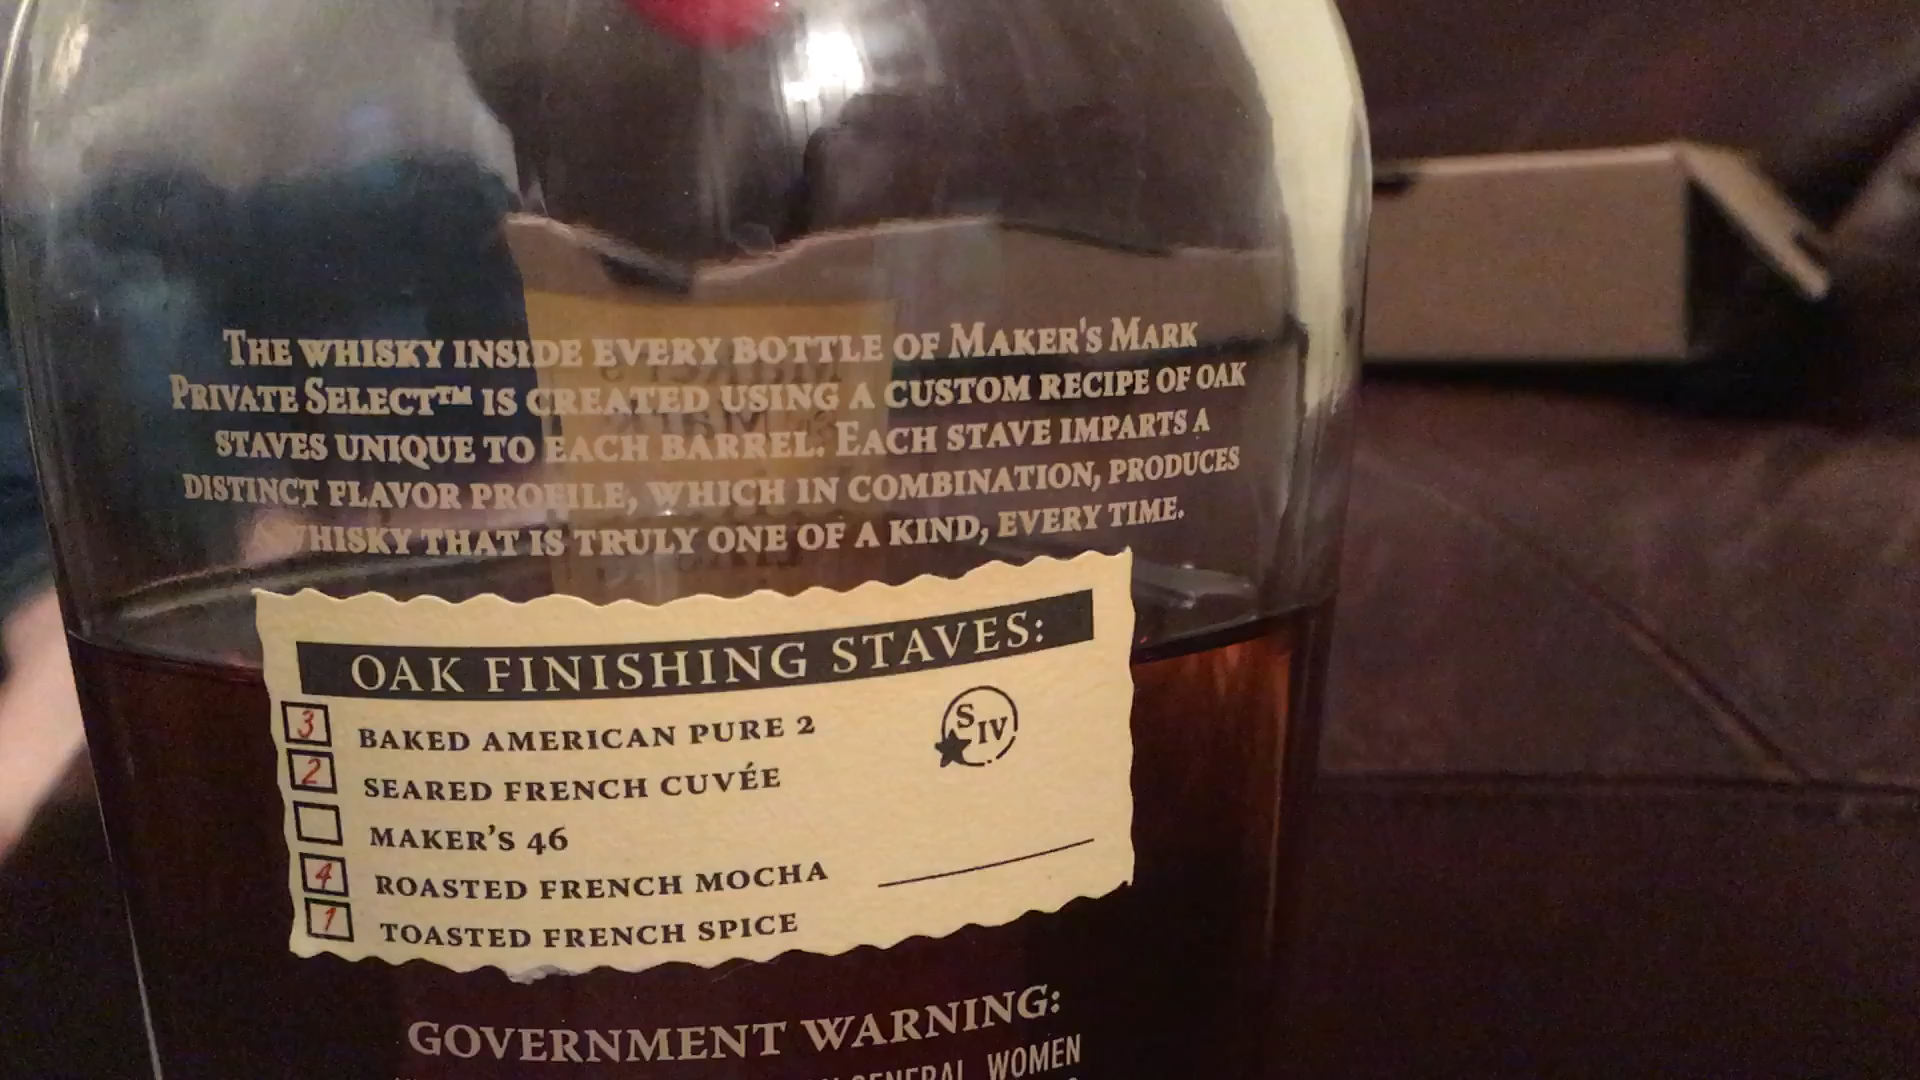 THE WHISKY INSIDE EVERY BOTTLE OF MAKER'S MARK
PRIVATE SELECT™ IS CREATED USING A CUSTOM RECIPE OF OAK
STAVES UNIQUE TO EACH BARREL. EACH STAVE IMPARTS A
DISTINCT FLAVOR PROFILE, WHICH IN COMBINATION, PRODUCES
WHISKY THAT IS TRULY ONE OF A KIND, EVERY TIME.
OAK FINISHING STAVES:
3 BAKED AMERICAN PURE 2
SIV
2 SEARED FRENCH CUVÉE
MAKER'S 46
4 ROASTED FRENCH MOCHA
1 TOASTED FRENCH SPICE
GOVERNMENT WARNING:
GENERAL WOMEN